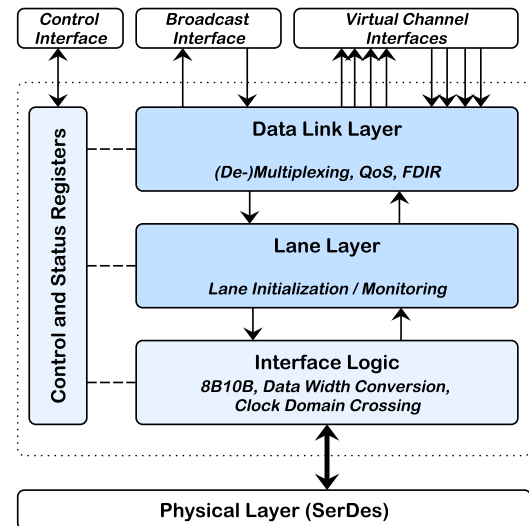 Control
Interface
Broadcast
Interface
Virtual Channel
Interfaces
Control and Status Registers
Data Link Layer
(De-)Multiplexing, QoS, FDIR
Lane Layer
Lane Initialization / Monitoring
Interface Logic
8B10B, Data Width Conversion,
Clock Domain Crossing
Physical Layer (SerDes)